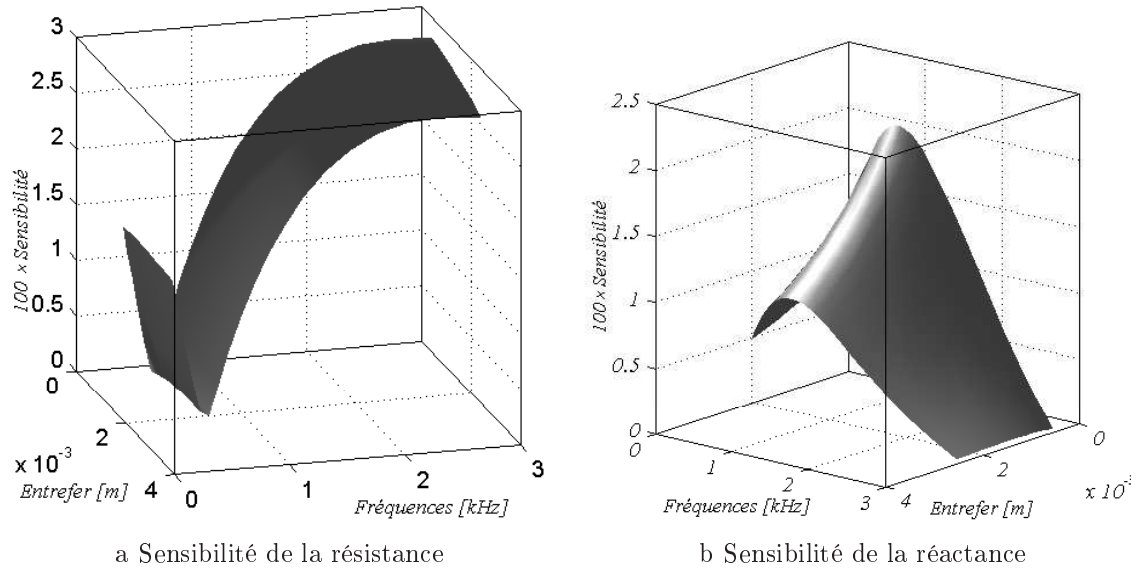 3
2.5
2
1.5
1
0.5
0
100 × Sensibilité
0
2
4
x 10-3
Entrefer [m]
0
1
2
3
Fréquences [kHz]
a Sensibilité de la résistance
2.5
2
1.5
1
0.5
0
100 × Sensibilité
0
1
2
3
Fréquences [kHz]
4
2
0
x 10-3
Entrefer [m]
b Sensibilité de la réactance